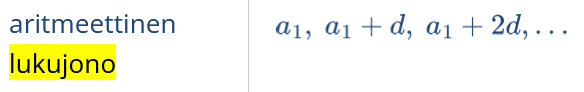 aritmeettinen
lukujono
a₁, a₁ + d, a₁ + 2d, ...